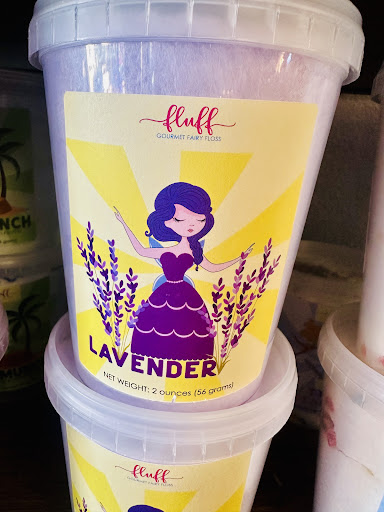 fluff
GOURMET FAIRY FLOSS
LAVENDER
NET WEIGHT: 2 ounces (56 grams)
fluff
GOURMET FAIRY FLOSS